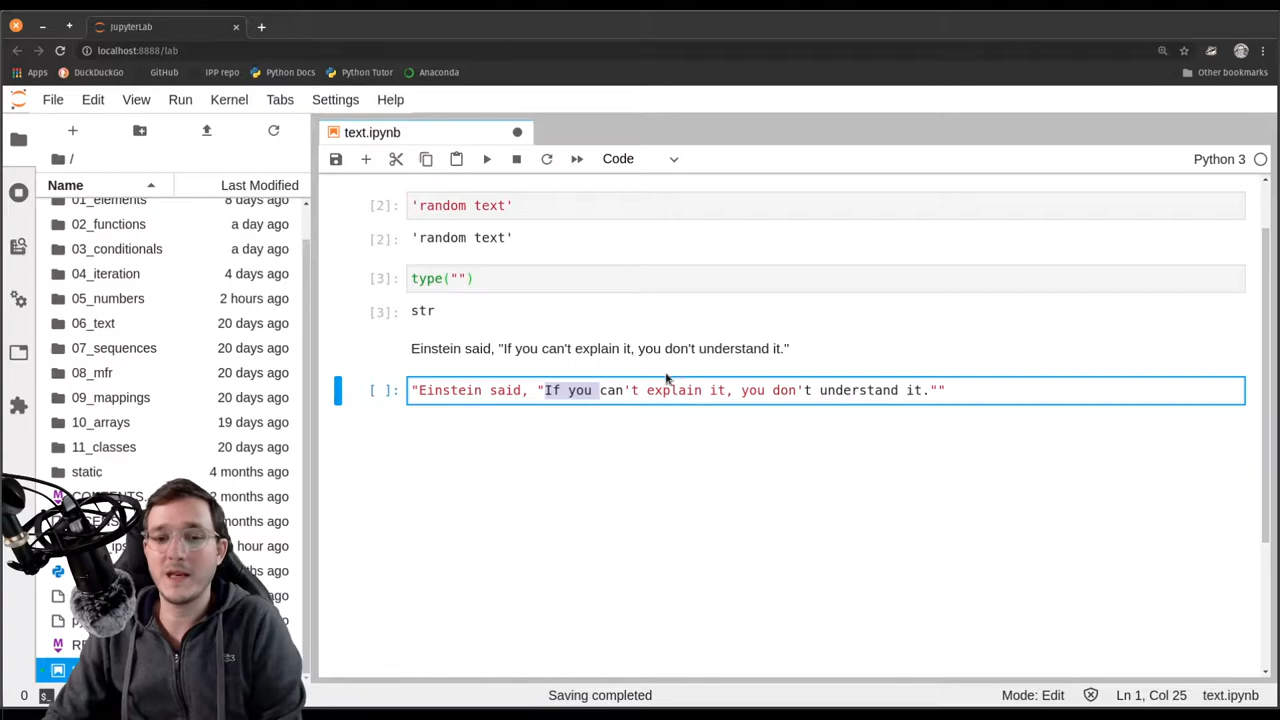 JupyterLab
localhost:8888/lab
Apps DuckDuckGo GitHub IPP repo Python Docs Python Tutor Anaconda Other bookmarks
File Edit View Run Kernel Tabs Settings Help
text.ipynb
/
Code Python 3
Name Last Modified
01_elements 8 days ago
02_functions a day ago
03_conditionals a day ago
04_iteration 4 days ago
05_numbers 2 hours ago
06_text 20 days ago
07_sequences 20 days ago
08_mfr 20 days ago
09_mappings 20 days ago
10_arrays 19 days ago
11_classes 20 days ago
static 4 months ago
months ago
months ago
hour ago
ago
ago
ago
ago
[2]: 'random text'
[2]: 'random text'
[3]: type("")
[3]: str
Einstein said, "If you can't explain it, you don't understand it."
[ ]: "Einstein said, "If you can't explain it, you don't understand it.""
0 $_ Saving completed Mode: Edit Ln 1, Col 25 text.ipynb